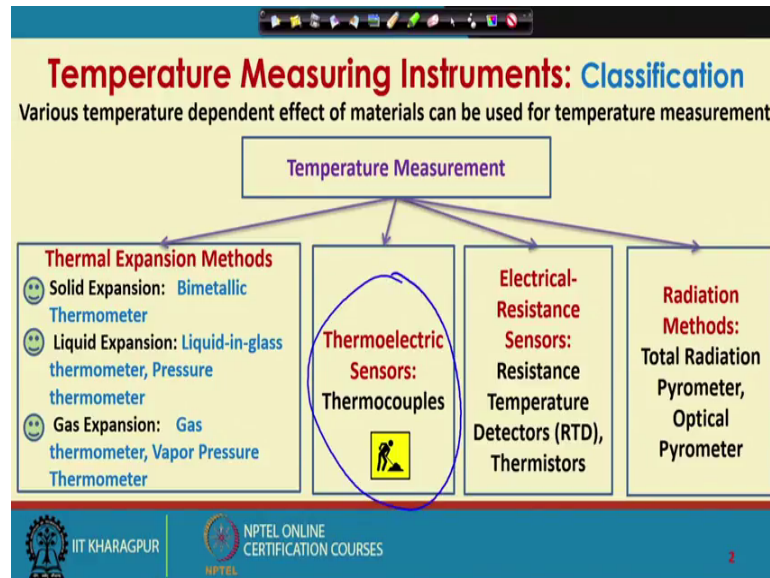 Temperature Measuring Instruments: Classification
Various temperature dependent effect of materials can be used for temperature measurement
Temperature Measurement
Thermal Expansion Methods
Solid Expansion: Bimetallic
Thermometer
Liquid Expansion: Liquid-in-glass
thermometer, Pressure
thermometer
Gas Expansion: Gas
thermometer, Vapor Pressure
Thermometer
Thermoelectric
Sensors:
Thermocouples
Electrical-
Resistance
Sensors:
Resistance
Temperature
Detectors (RTD),
Thermistors
Radiation
Methods:
Total Radiation
Pyrometer,
Optical
Pyrometer
IIT KHARAGPUR
NPTEL
NPTEL ONLINE
CERTIFICATION COURSES
2